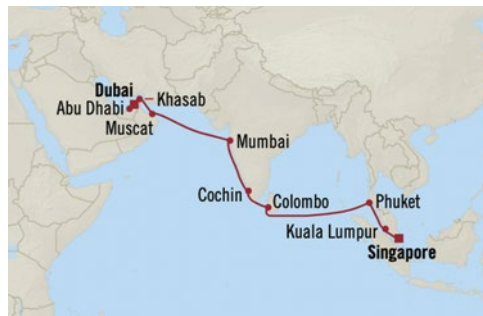 Dubai
Khasab
Abu Dhabi
Muscat
Mumbai
Cochin
Colombo
Phuket
Kuala Lumpur
Singapore